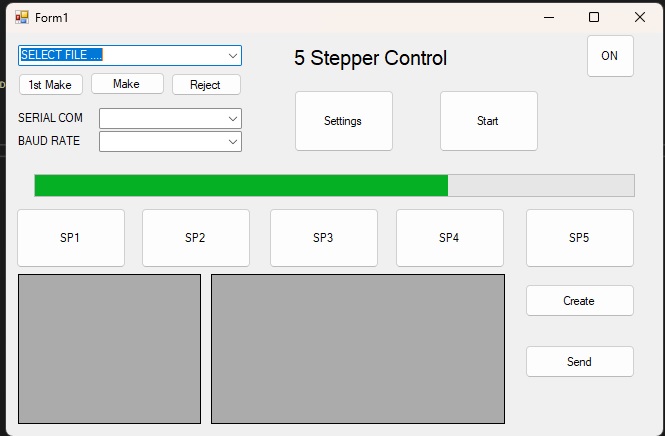 Form1
SELECT FILE ....
5 Stepper Control
ON
1st Make
Make
Reject
SERIAL COM
BAUD RATE
Settings
Start
SP1
SP2
SP3
SP4
SP5
Create
Send